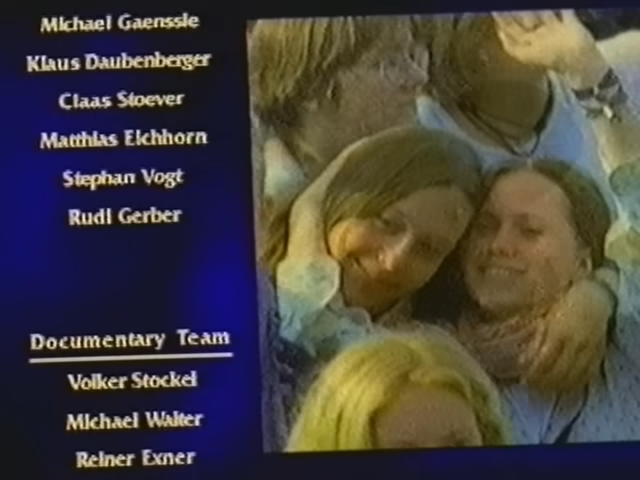 Michael Gaenssle
Klaus Daubenberger
Claas Stoever
Matthias Eichhorn
Stephan Vogt
Rudi Gerber
Documentary Team
Volker Stockel
Michael Walter
Reiner Exner